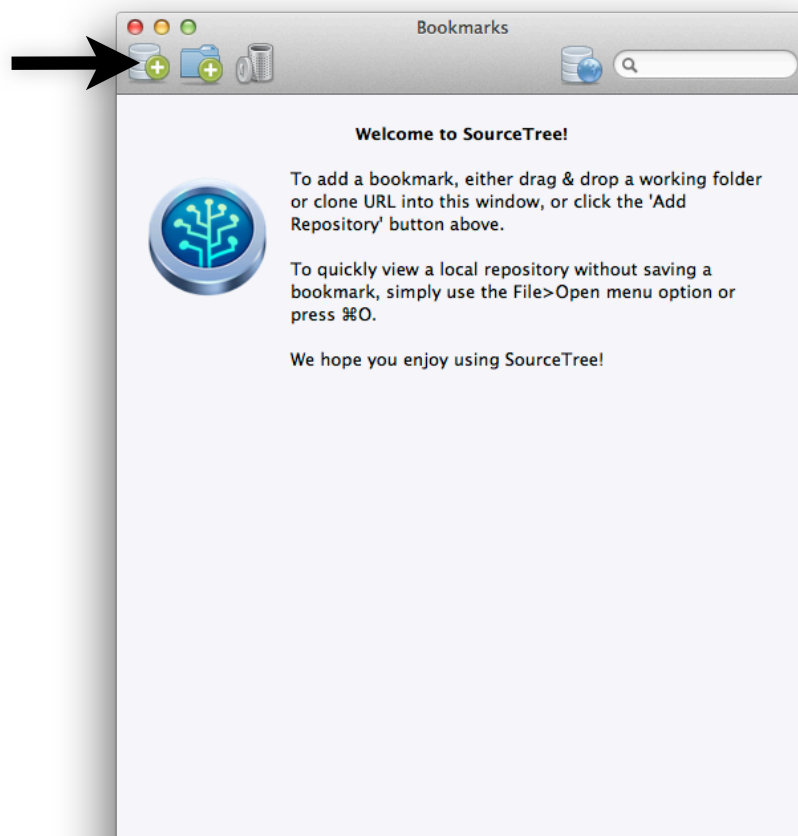 Bookmarks
Welcome to SourceTree!
To add a bookmark, either drag & drop a working folder
or clone URL into this window, or click the 'Add
Repository' button above.
To quickly view a local repository without saving a
bookmark, simply use the File>Open menu option or
press ⌘O.
We hope you enjoy using SourceTree!